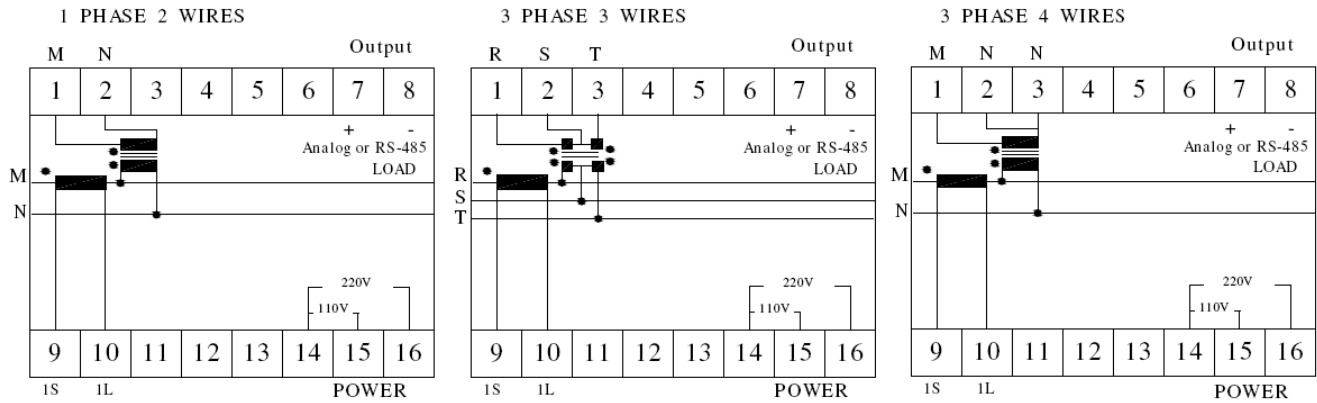 1 PHASE 2 WIRES
M N Output
1 2 3 4 5 6 7 8
+ -
Analog or RS-485
LOAD
M
N
220V
110V
9 10 11 12 13 14 15 16
1S 1L POWER
3 PHASE 3 WIRES
R S T Output
1 2 3 4 5 6 7 8
+ -
Analog or RS-485
LOAD
R
S
T
220V
110V
9 10 11 12 13 14 15 16
1S 1L POWER
3 PHASE 4 WIRES
M N N Output
1 2 3 4 5 6 7 8
+ -
Analog or RS-485
LOAD
M
N
220V
110V
9 10 11 12 13 14 15 16
1S 1L POWER